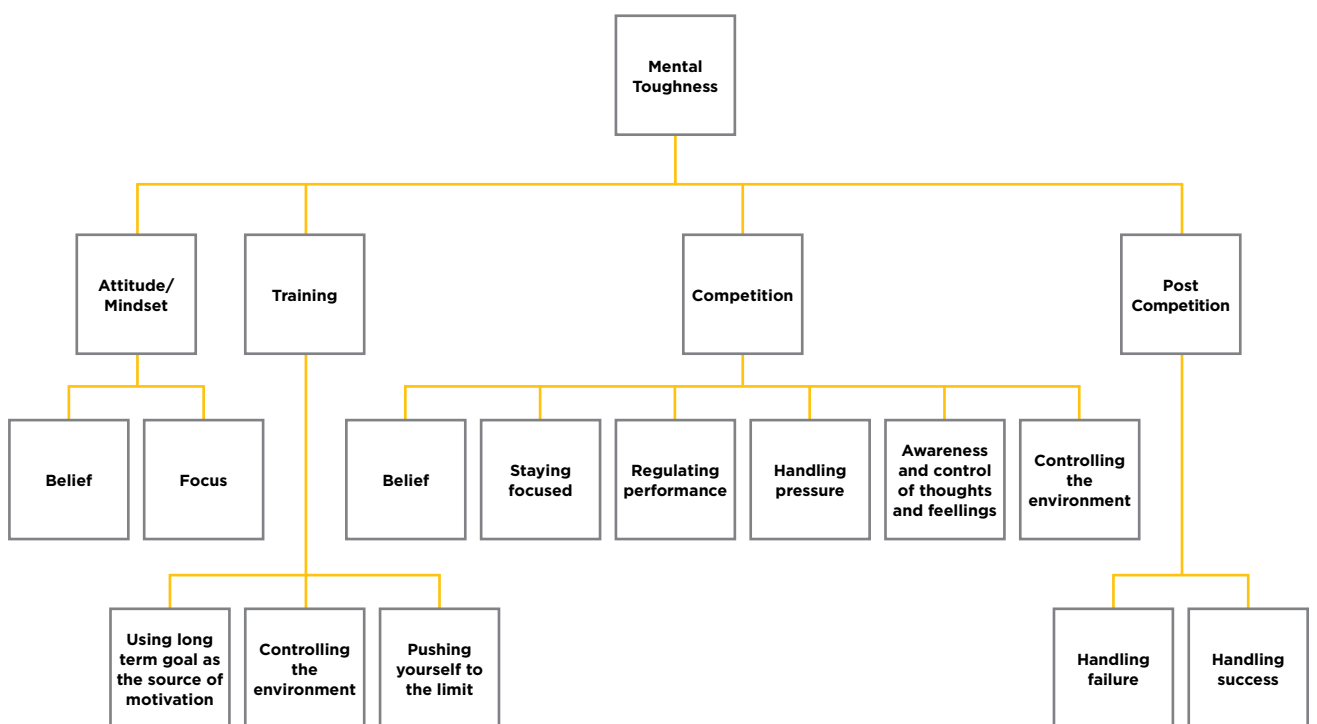 Mental
Toughness
Attitude/
Mindset
Training
Competition
Post
Competition
Belief
Focus
Belief
Staying
focused
Regulating
performance
Handling
pressure
Awareness
and control
of thoughts
and feellings
Controlling
the
environment
Using long
term goal as
the source of
motivation
Controlling
the
environment
Pushing
yourself to
the limit
Handling
failure
Handling
success